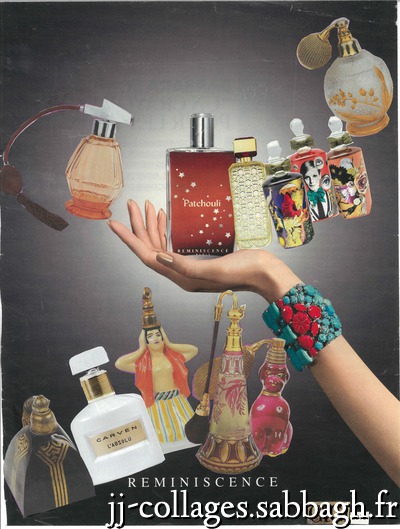 Patchouli
REMINISCENCE
CARVEN
L'ABSOLU
REMINISCENCE
jj-collages.sabbagh.fr